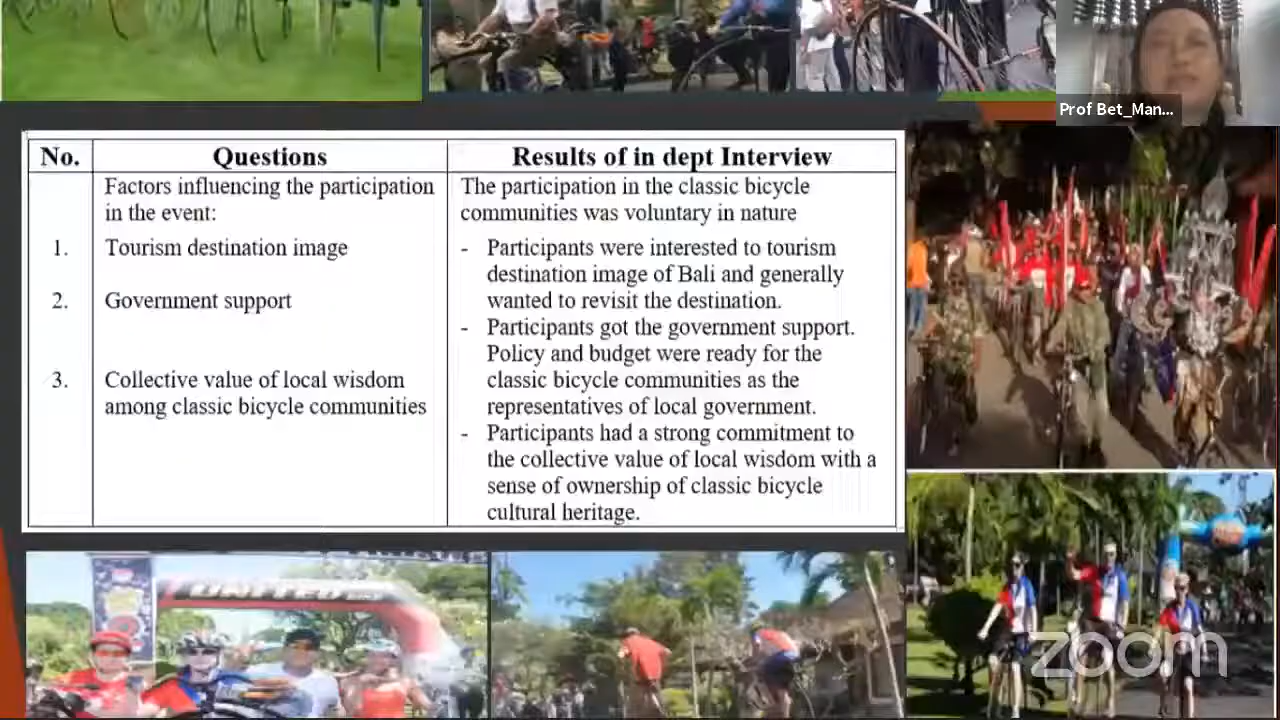 Prof Bet_Man...
No. Questions Results of in dept Interview
Factors influencing the participation
in the event:
The participation in the classic bicycle
communities was voluntary in nature
1. Tourism destination image
- Participants were interested to tourism
destination image of Bali and generally
wanted to revisit the destination.
2. Government support
- Participants got the government support.
Policy and budget were ready for the
classic bicycle communities as the
representatives of local government.
3. Collective value of local wisdom
among classic bicycle communities
- Participants had a strong commitment to
the collective value of local wisdom with a
sense of ownership of classic bicycle
cultural heritage.
UNITED
zoom